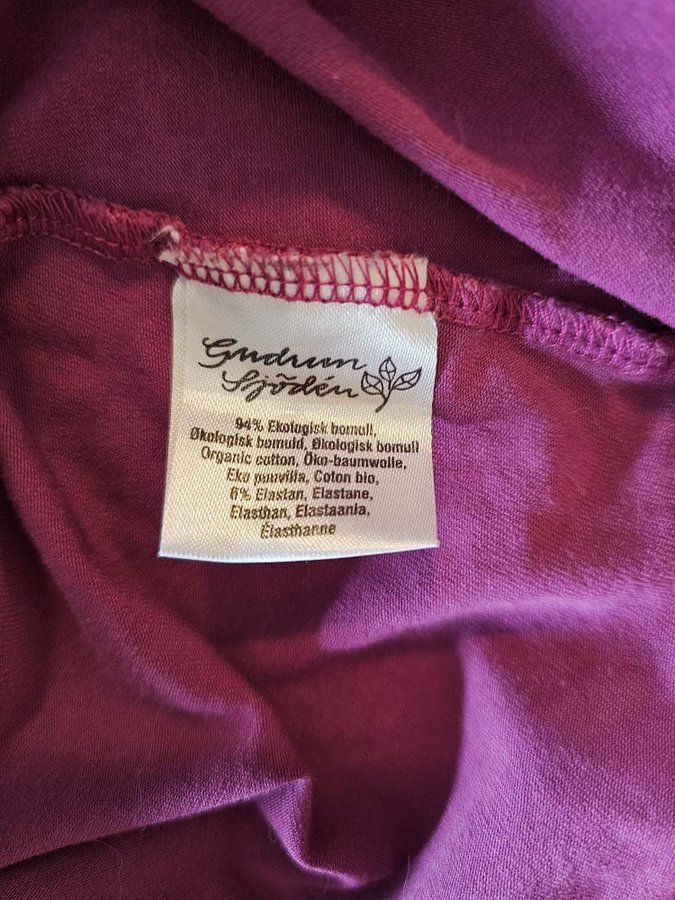 Gudrun
Sjödén
94% Ekologisk bomull,
Økologisk bomuld, Økologisk bomull
Organic cotton, Öko-baumwolle,
Eko puuvilla, Coton bio,
6% Elastan, Elastane,
Elasthan, Elastaania,
Élasthanne